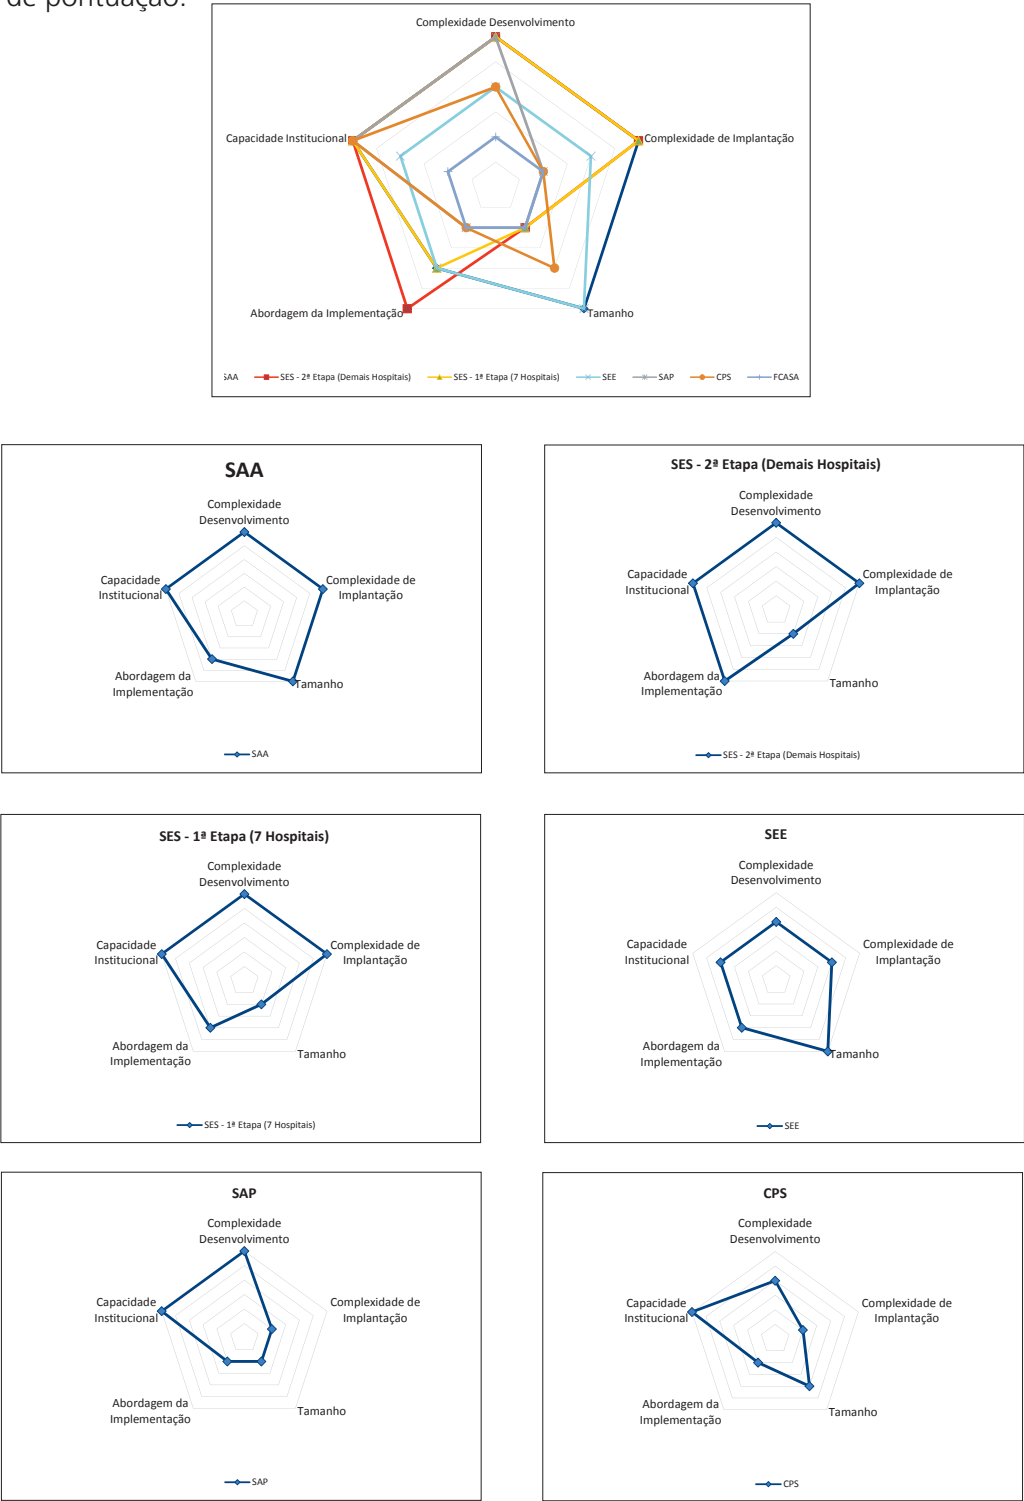 de pontuação:
Complexidade Desenvolvimento
Capacidade Institucional
Complexidade de Implantação
Abordagem da Implementação
Tamanho
SAA SES - 2ª Etapa (Demais Hospitais) SES - 1ª Etapa (7 Hospitais) SEE SAP CPS FCASA
SAA
Complexidade
Desenvolvimento
Capacidade
Institucional
Complexidade de
Implantação
Abordagem da
Implementação
Tamanho
SAA
SES - 2ª Etapa (Demais Hospitais)
Complexidade
Desenvolvimento
Capacidade
Institucional
Complexidade de
Implantação
Abordagem da
Implementação
Tamanho
SES - 2ª Etapa (Demais Hospitais)
SES - 1ª Etapa (7 Hospitais)
Complexidade
Desenvolvimento
Capacidade
Institucional
Complexidade de
Implantação
Abordagem da
Implementação
Tamanho
SES - 1ª Etapa (7 Hospitais)
SEE
Complexidade
Desenvolvimento
Capacidade
Institucional
Complexidade de
Implantação
Abordagem da
Implementação
Tamanho
SEE
SAP
Complexidade
Desenvolvimento
Capacidade
Institucional
Complexidade de
Implantação
Abordagem da
Implementação
Tamanho
SAP
CPS
Complexidade
Desenvolvimento
Capacidade
Institucional
Complexidade de
Implantação
Abordagem da
Implementação
Tamanho
CPS